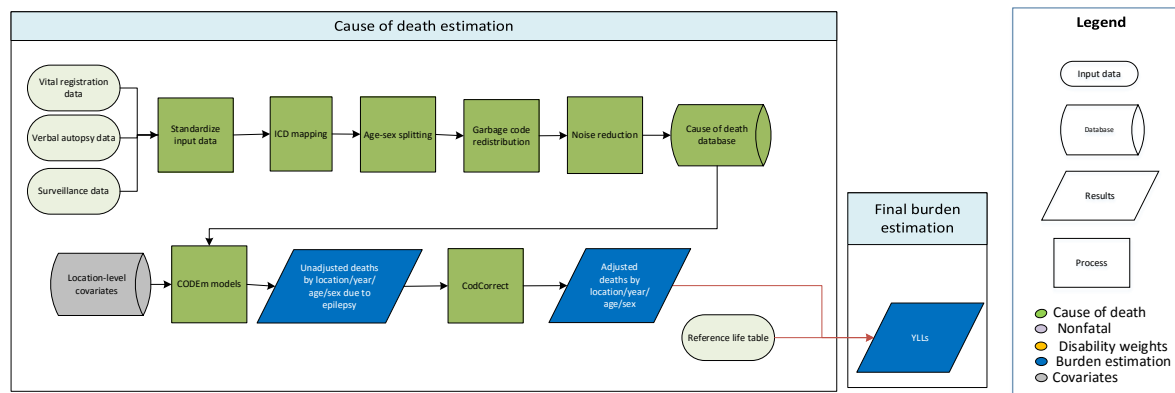 Cause of death estimation
Vital registration
data
Verbal autopsy data
Surveillance data
Standardize
input data
ICD mapping
Age-sex splitting
Garbage code
redistribution
Noise reduction
Cause of death
database
Location-level
covariates
CODEm models
Unadjusted deaths
by location/year/
age/sex due to
epilepsy
CodCorrect
Adjusted
deaths by
location/year/
age/sex
Reference life table
Final burden
estimation
YLLs
Legend
Input data
Database
Results
Process
Cause of death
Nonfatal
Disability weights
Burden estimation
Covariates